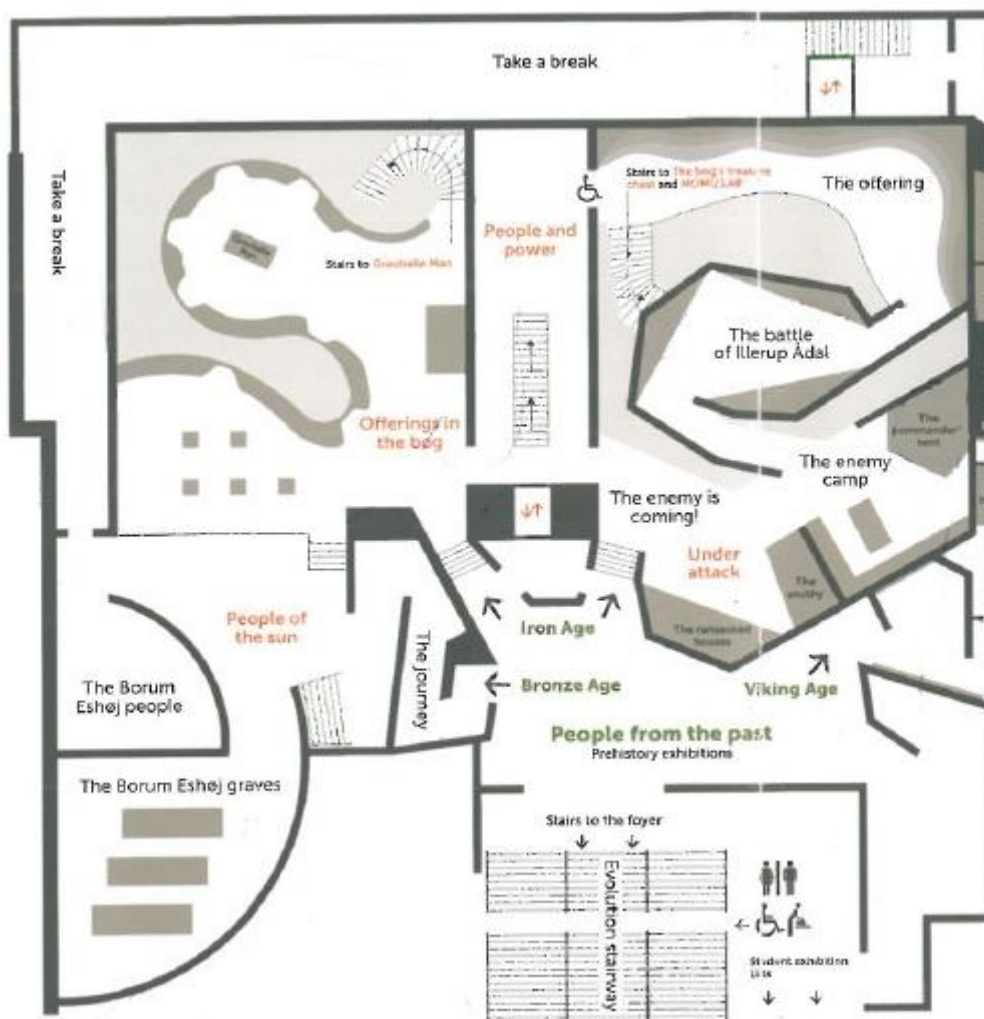 Take a break
Take a break
Stairs to The bog's treasure
chest and MOMU LAB
The offering
People and
power
Stairs to Grauballe Man
The battle
of Illerup Ådal
Offerings in
the bog
The
commander's
tent
The enemy
camp
The enemy is
coming!
Under
attack
The
smithy
The ransacked
houses
People of
the sun
The journey
Iron Age
Bronze Age
Viking Age
The Borum
Eshøj people
People from the past
Prehistory exhibitions
The Borum Eshøj graves
Stairs to the foyer
Evolution stairway
Student exhibition